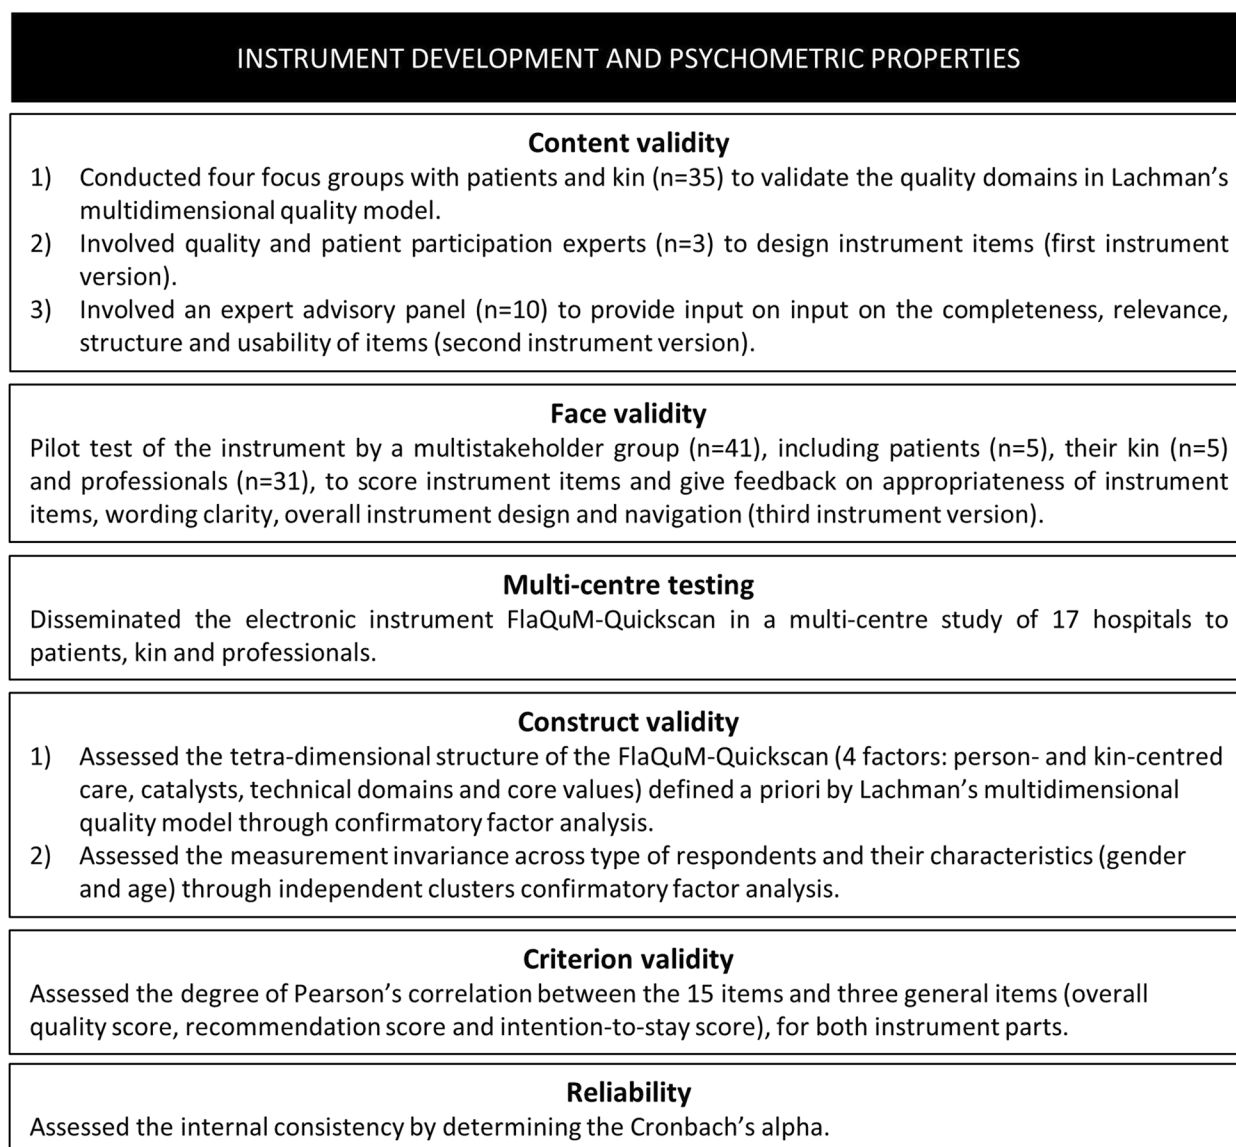 INSTRUMENT DEVELOPMENT AND PSYCHOMETRIC PROPERTIES
Content validity
1) Conducted four focus groups with patients and kin (n=35) to validate the quality domains in Lachman's
multidimensional quality model.
2) Involved quality and patient participation experts (n=3) to design instrument items (first instrument
version).
3) Involved an expert advisory panel (n=10) to provide input on input on the completeness, relevance,
structure and usability of items (second instrument version).
Face validity
Pilot test of the instrument by a multistakeholder group (n=41), including patients (n=5), their kin (n=5)
and professionals (n=31), to score instrument items and give feedback on appropriateness of instrument
items, wording clarity, overall instrument design and navigation (third instrument version).
Multi-centre testing
Disseminated the electronic instrument FlaQuM-Quickscan in a multi-centre study of 17 hospitals to
patients, kin and professionals.
Construct validity
1) Assessed the tetra-dimensional structure of the FlaQuM-Quickscan (4 factors: person- and kin-centred
care, catalysts, technical domains and core values) defined a priori by Lachman's multidimensional
quality model through confirmatory factor analysis.
2) Assessed the measurement invariance across type of respondents and their characteristics (gender
and age) through independent clusters confirmatory factor analysis.
Criterion validity
Assessed the degree of Pearson's correlation between the 15 items and three general items (overall
quality score, recommendation score and intention-to-stay score), for both instrument parts.
Reliability
Assessed the internal consistency by determining the Cronbach's alpha.